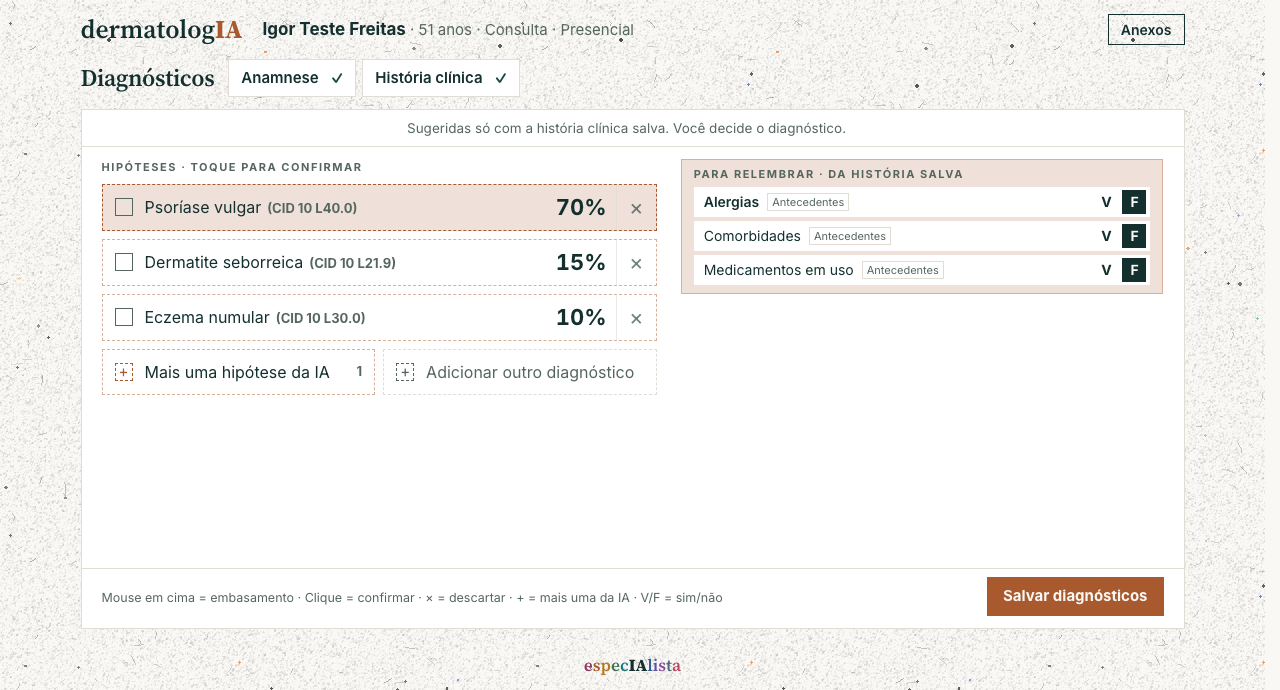 dermatologIA Igor Teste Freitas · 51 anos · Consulta · Presencial Anexos
Diagnósticos Anamnese ✓ História clínica ✓
Sugeridas só com a história clínica salva. Você decide o diagnóstico.
HIPÓTESES · TOQUE PARA CONFIRMAR
Psoríase vulgar (CID 10 L40.0) 70% ×
Dermatite seborreica (CID 10 L21.9) 15% ×
Eczema numular (CID 10 L30.0) 10% ×
+ Mais uma hipótese da IA 1
+ Adicionar outro diagnóstico
PARA RELEMBRAR · DA HISTÓRIA SALVA
Alergias Antecedentes V F
Comorbidades Antecedentes V F
Medicamentos em uso Antecedentes V F
Mouse em cima = embasamento · Clique = confirmar · × = descartar · + = mais uma da IA · V/F = sim/não
Salvar diagnósticos
especIAlista